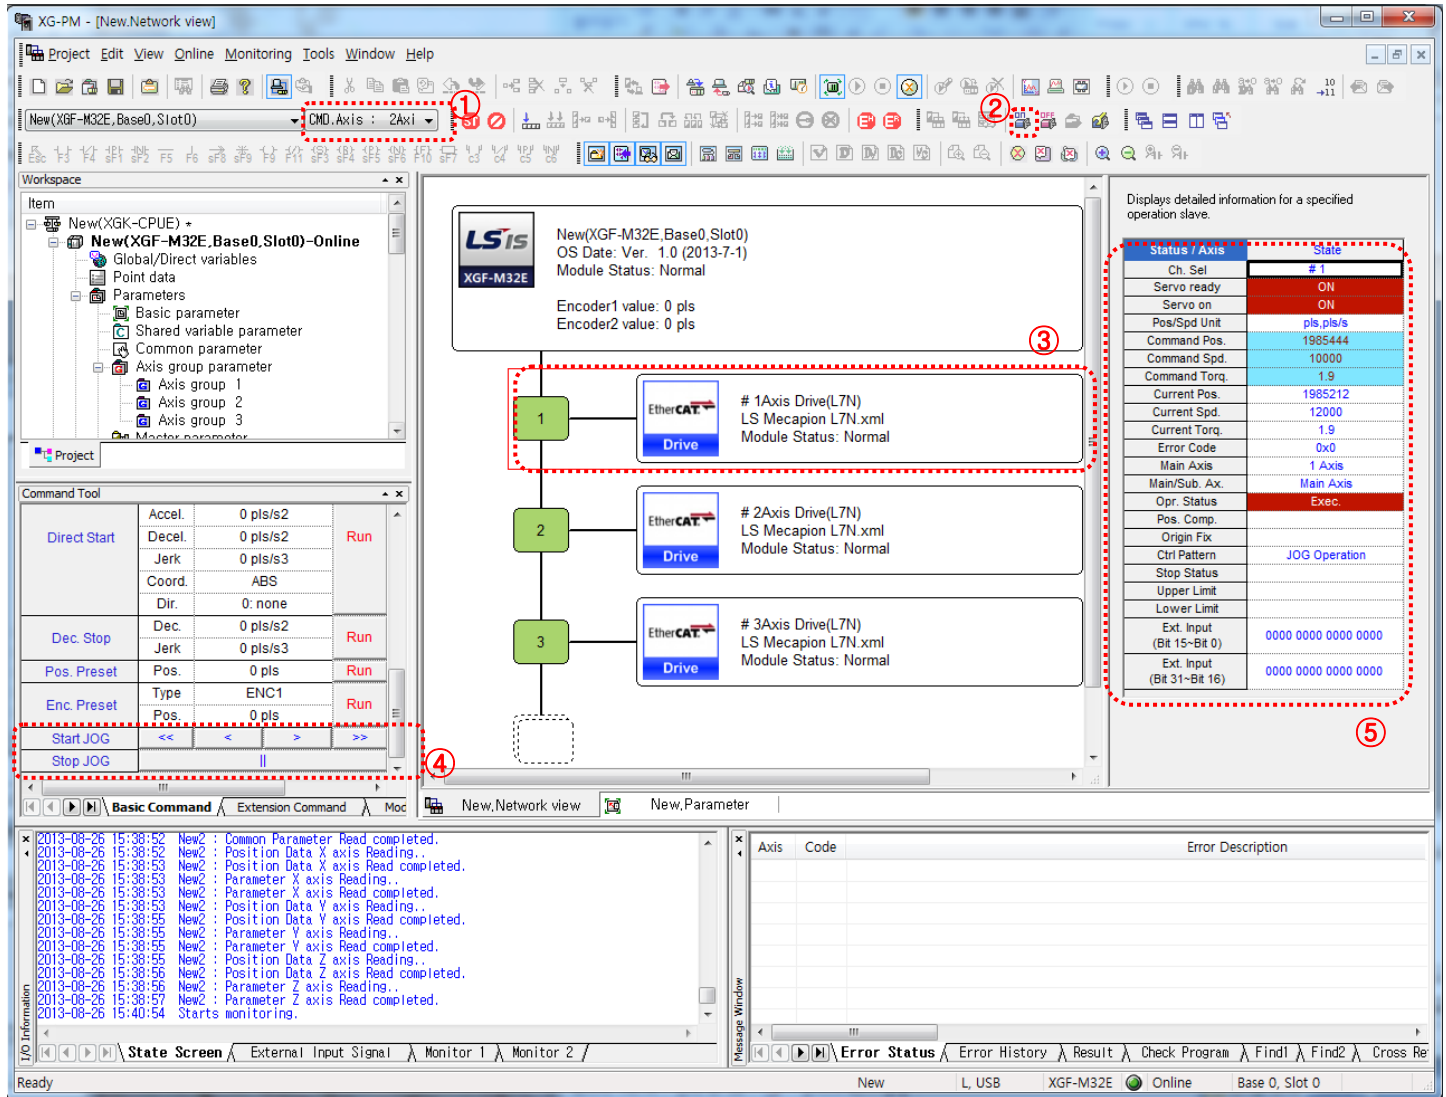 XG-PM - [New.Network view]
Project Edit View Online Monitoring Tools Window Help
New(XGF-M32E,Base0,Slot0)
CMD.Axis : 2Axi
①
②
Workspace
Item
New(XGK-CPUE) *
New(XGF-M32E,Base0,Slot0)-Online
Global/Direct variables
Point data
Parameters
Basic parameter
Shared variable parameter
Common parameter
Axis group parameter
Axis group 1
Axis group 2
Axis group 3
Master parameter
Project
Command Tool
Direct Start
Accel. 0 pls/s2
Decel. 0 pls/s2
Jerk 0 pls/s3
Coord. ABS
Dir. 0: none
Run
Dec. Stop
Dec. 0 pls/s2
Jerk 0 pls/s3
Run
Pos. Preset Pos. 0 pls Run
Enc. Preset
Type ENC1
Pos. 0 pls
Run
Start JOG << < > >>
Stop JOG ||
④
Basic Command Extension Command Mod
LSis
XGF-M32E
New(XGF-M32E,Base0,Slot0)
OS Date: Ver. 1.0 (2013-7-1)
Module Status: Normal
Encoder1 value: 0 pls
Encoder2 value: 0 pls
③
1
EtherCAT
Drive
# 1Axis Drive(L7N)
LS Mecapion L7N.xml
Module Status: Normal
2
EtherCAT
Drive
# 2Axis Drive(L7N)
LS Mecapion L7N.xml
Module Status: Normal
3
EtherCAT
Drive
# 3Axis Drive(L7N)
LS Mecapion L7N.xml
Module Status: Normal
New,Network view New,Parameter
Displays detailed information for a specified
operation slave.
Status / Axis State
Ch. Sel # 1
Servo ready ON
Servo on ON
Pos/Spd Unit pls,pls/s
Command Pos. 1985444
Command Spd. 10000
Command Torq. 1.9
Current Pos. 1985212
Current Spd. 12000
Current Torq. 1.9
Error Code 0x0
Main Axis 1 Axis
Main/Sub. Ax. Main Axis
Opr. Status Exec.
Pos. Comp.
Origin Fix
Ctrl Pattern JOG Operation
Stop Status
Upper Limit
Lower Limit
Ext. Input
(Bit 15~Bit 0)
0000 0000 0000 0000
Ext. Input
(Bit 31~Bit 16)
0000 0000 0000 0000
⑤
2013-08-26 15:38:52 New2 : Common Parameter Read completed.
2013-08-26 15:38:52 New2 : Position Data X axis Reading..
2013-08-26 15:38:53 New2 : Position Data X axis Read completed.
2013-08-26 15:38:53 New2 : Parameter X axis Reading..
2013-08-26 15:38:53 New2 : Parameter X axis Read completed.
2013-08-26 15:38:53 New2 : Position Data Y axis Reading..
2013-08-26 15:38:55 New2 : Position Data Y axis Read completed.
2013-08-26 15:38:55 New2 : Parameter Y axis Reading..
2013-08-26 15:38:55 New2 : Parameter Y axis Read completed.
2013-08-26 15:38:55 New2 : Position Data Z axis Reading..
2013-08-26 15:38:56 New2 : Position Data Z axis Read completed.
2013-08-26 15:38:56 New2 : Parameter Z axis Reading..
2013-08-26 15:38:57 New2 : Parameter Z axis Read completed.
2013-08-26 15:40:54 Starts monitoring.
I/O Information
State Screen External Input Signal Monitor 1 Monitor 2
Axis Code Error Description
Message Window
Error Status Error History Result Check Program Find1 Find2 Cross Re
Ready New L, USB XGF-M32E Online Base 0, Slot 0